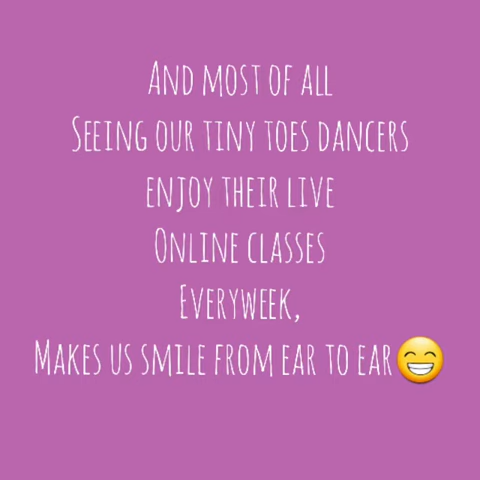 And most of all
Seeing our tiny toes dancers
enjoy their live
Online classes
Everyweek,
Makes us smile from ear to ear😁